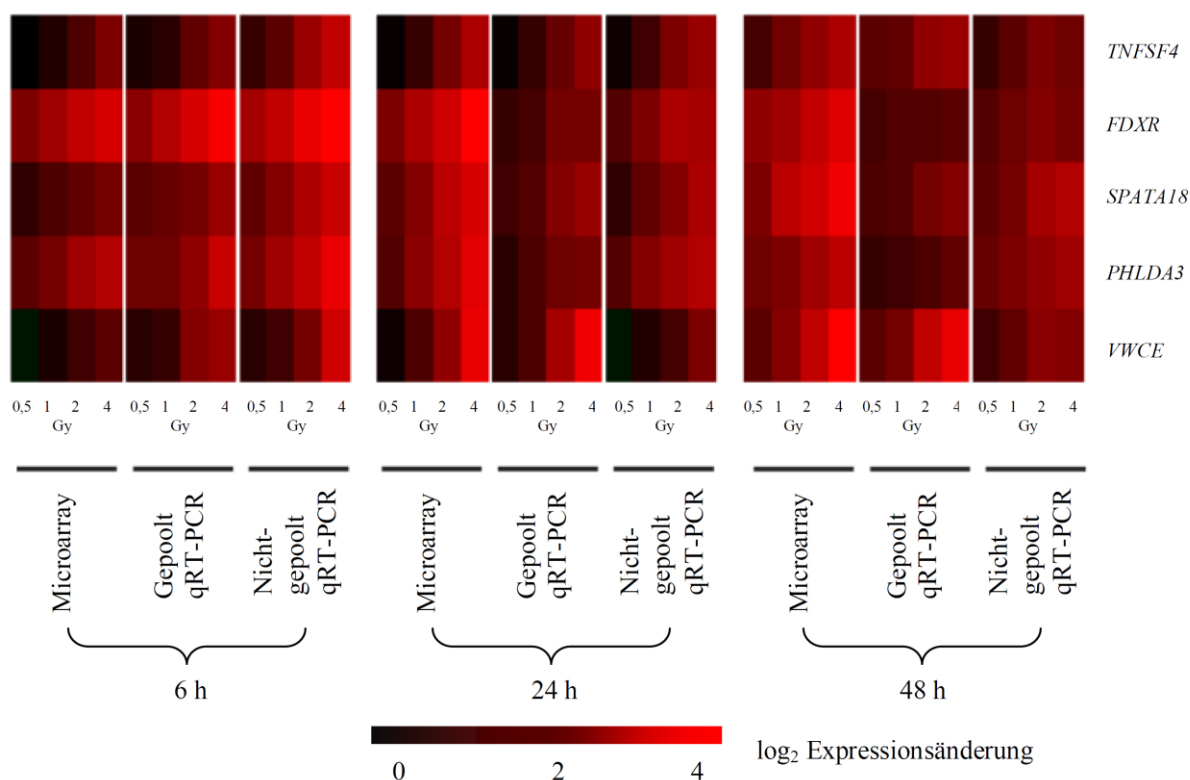 TNFSF4
FDXR
SPATA18
PHLDA3
VWCE
0,5 1 2 4 0,5 1 2 4 0,5 1 2 4 0,5 1 2 4 0,5 1 2 4 0,5 1 2 4 0,5 1 2 4 0,5 1 2 4 0,5 1 2 4
Gy Gy Gy Gy Gy Gy Gy Gy Gy
Microarray
Gepoolt
qRT-PCR
Nicht-
gepoolt
qRT-PCR
Microarray
Gepoolt
qRT-PCR
Nicht-
gepoolt
qRT-PCR
Microarray
Gepoolt
qRT-PCR
Nicht-
gepoolt
qRT-PCR
6 h 24 h 48 h
log₂ Expressionsänderung
0 2 4